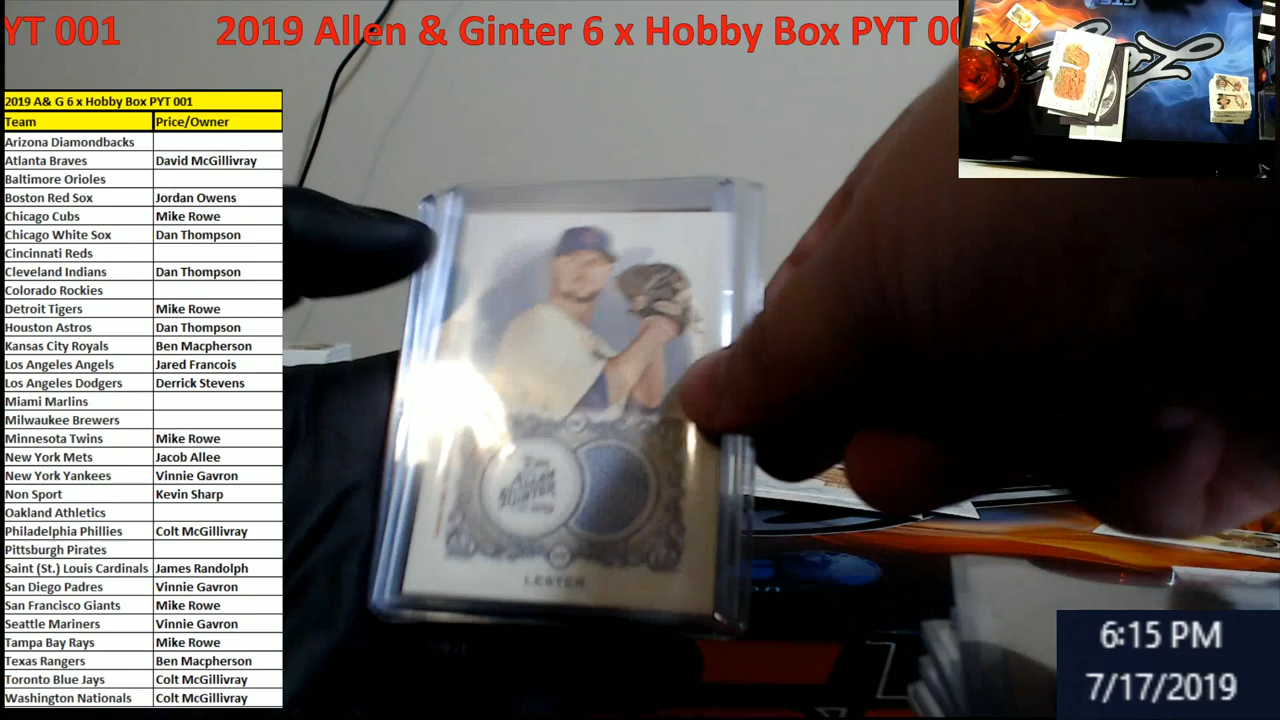 YT 001 2019 Allen & Ginter 6 x Hobby Box PYT 00
2019 A& G 6 x Hobby Box PYT 001
Team Price/Owner
Arizona Diamondbacks
Atlanta Braves David McGillivray
Baltimore Orioles
Boston Red Sox Jordan Owens
Chicago Cubs Mike Rowe
Chicago White Sox Dan Thompson
Cincinnati Reds
Cleveland Indians Dan Thompson
Colorado Rockies
Detroit Tigers Mike Rowe
Houston Astros Dan Thompson
Kansas City Royals Ben Macpherson
Los Angeles Angels Jared Francois
Los Angeles Dodgers Derrick Stevens
Miami Marlins
Milwaukee Brewers
Minnesota Twins Mike Rowe
New York Mets Jacob Allee
New York Yankees Vinnie Gavron
Non Sport Kevin Sharp
Oakland Athletics
Philadelphia Phillies Colt McGillivray
Pittsburgh Pirates
Saint (St.) Louis Cardinals James Randolph
San Diego Padres Vinnie Gavron
San Francisco Giants Mike Rowe
Seattle Mariners Vinnie Gavron
Tampa Bay Rays Mike Rowe
Texas Rangers Ben Macpherson
Toronto Blue Jays Colt McGillivray
Washington Nationals Colt McGillivray
ALLEN
GINTER
LESTER
6:15 PM
7/17/2019